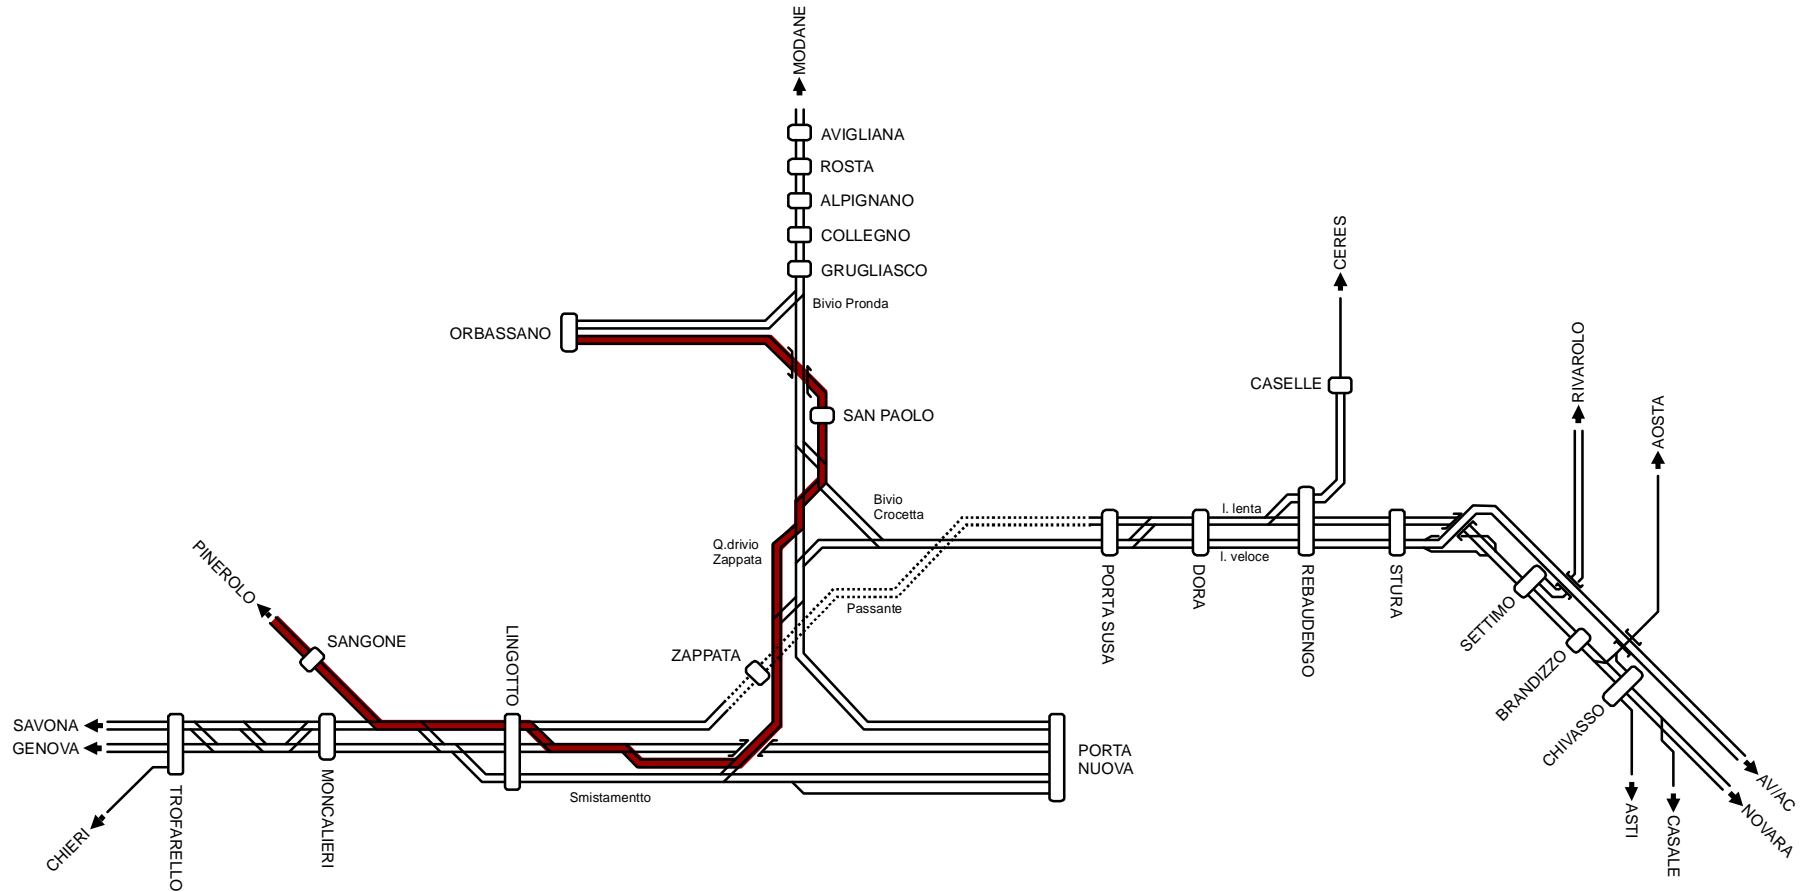 MODANE
AVIGLIANA
ROSTA
ALPIGNANO
COLLEGNO
GRUGLIASCO
Bivio Pronda
ORBASSANO
SAN PAOLO
CERES
CASELLE
RIVAROLO
AOSTA
Bivio
Crocetta
l. lenta
l. veloce
Q.drivio
Zappata
Passante
PORTA SUSA
DORA
REBAUDENGO
STURA
SETTIMO
BRANDIZZO
CHIVASSO
PINEROLO
SANGONE
LINGOTTO
ZAPPATA
SAVONA
GENOVA
CHIERI
TROFARELLO
MONCALIERI
Smistamentto
PORTA
NUOVA
ASTI
CASALE
AV/AC
NOVARA